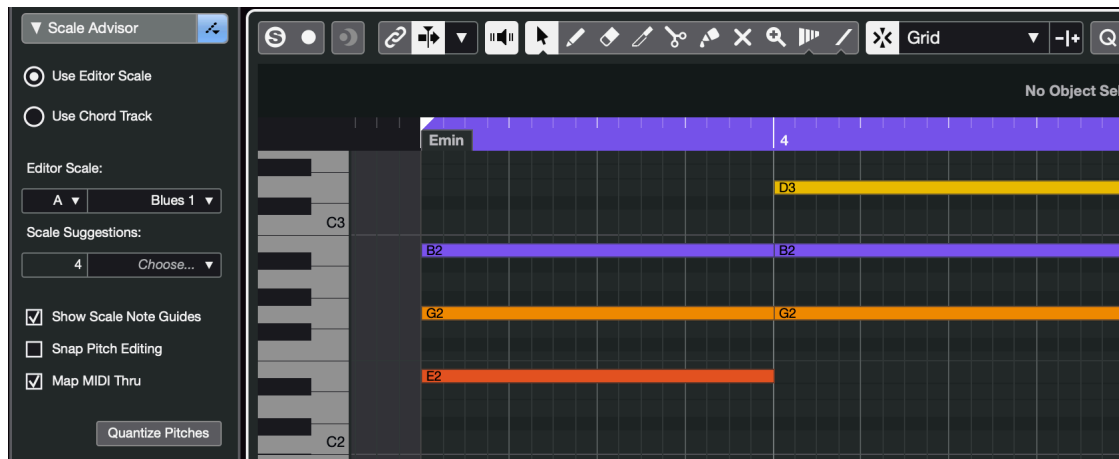 ▼ Scale Advisor
Use Editor Scale
Use Chord Track
Editor Scale:
A ▼ Blues 1 ▼
Scale Suggestions:
4 Choose... ▼
Show Scale Note Guides
Snap Pitch Editing
Map MIDI Thru
Quantize Pitches
S Grid ▼ Q
No Object Sel
Emin 4
D3
C3
B2 B2
G2 G2
E2
C2